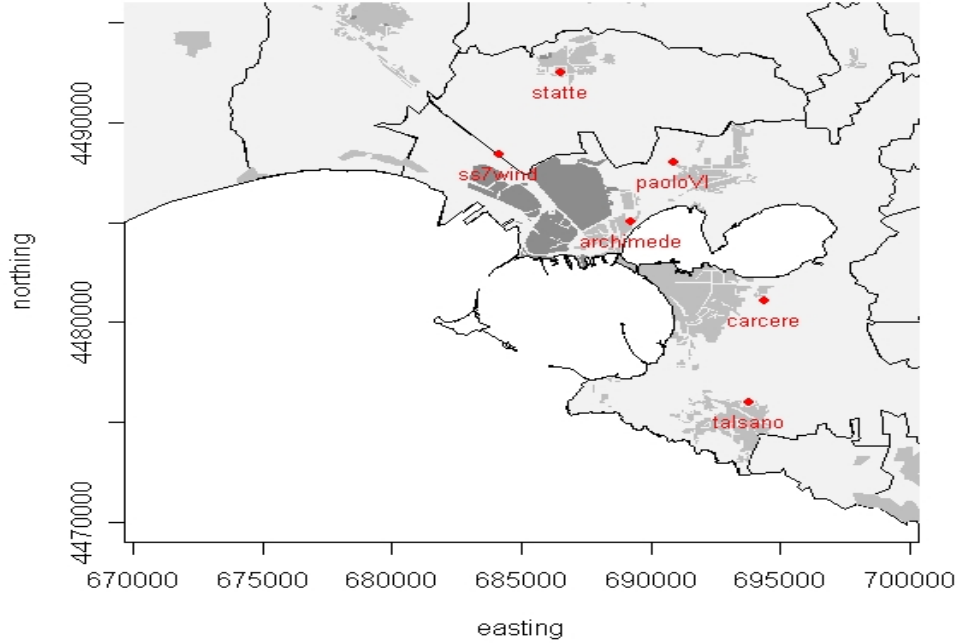 statte
ss7wind
paoloVI
archimede
carcere
talsano
northing
4490000
4480000
4470000
670000 675000 680000 685000 690000 695000 700000
easting